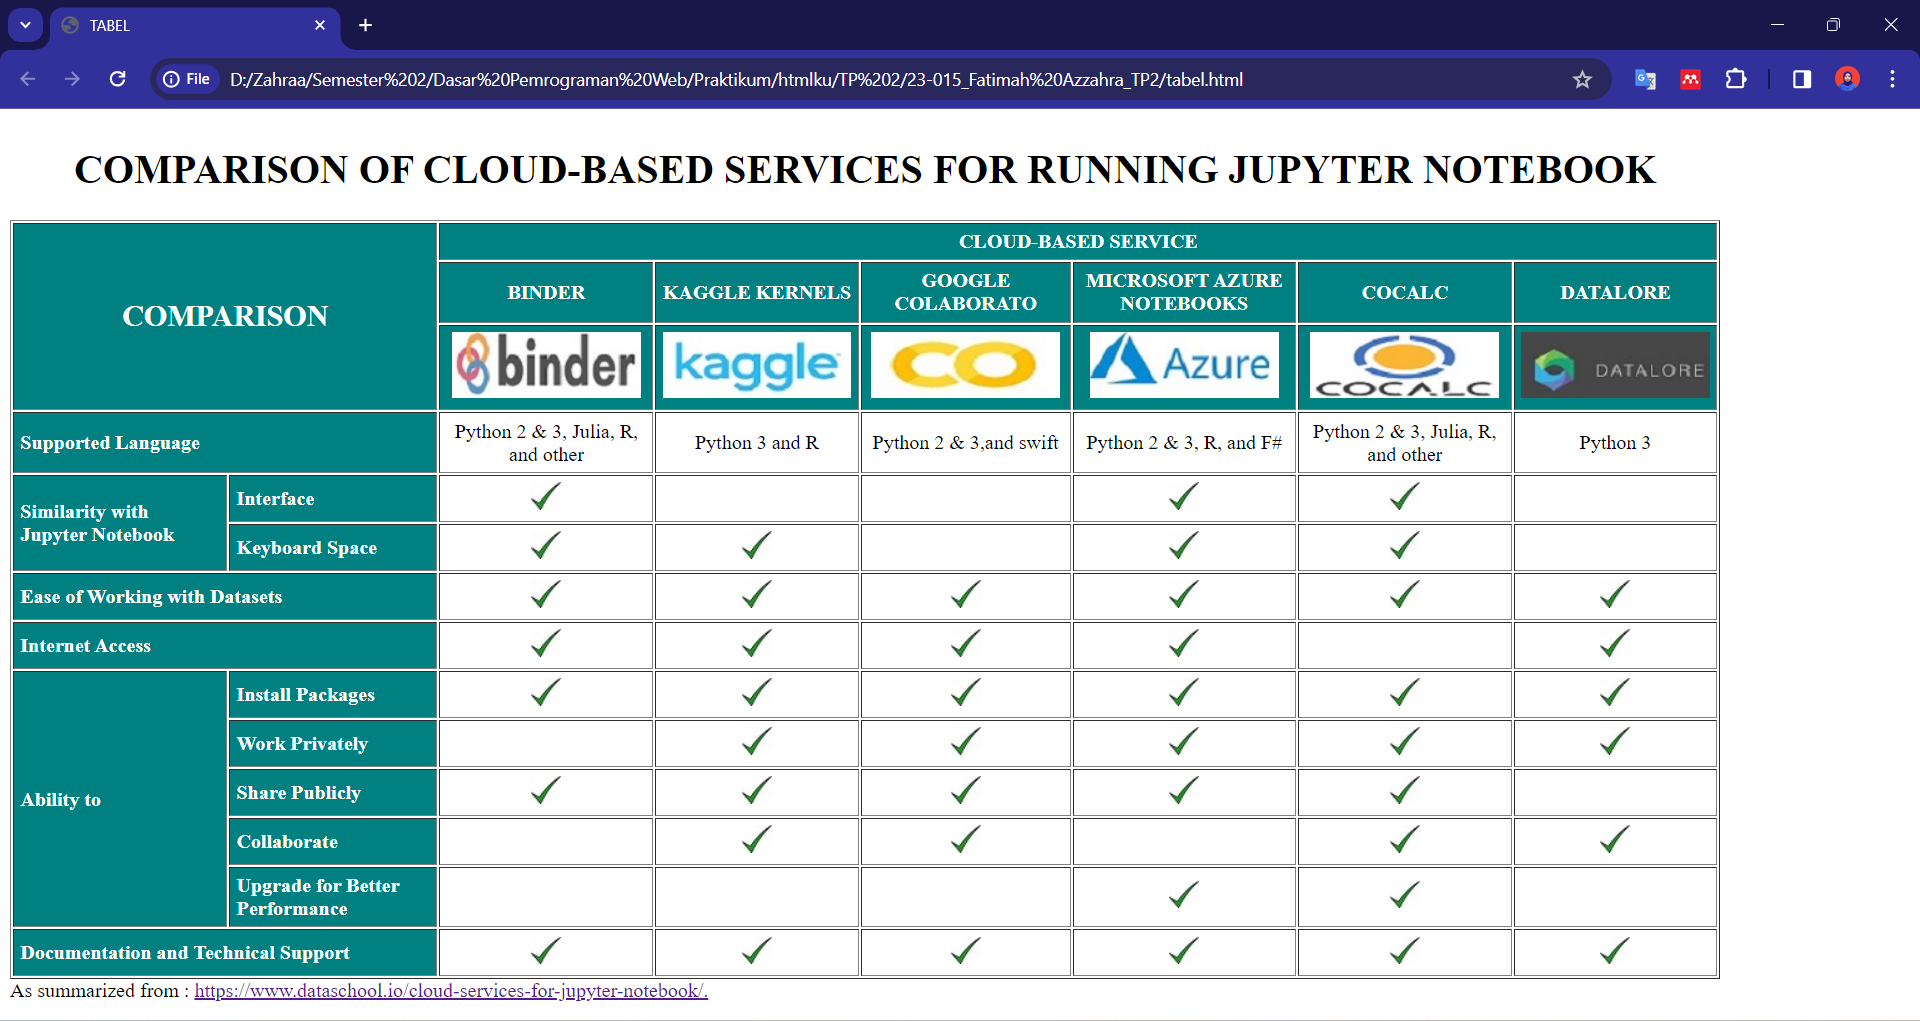 TABEL
File
D:/Zahraa/Semester%202/Dasar%20Pemrograman%20Web/Praktikum/htmlku/TP%202/23-015_Fatimah%20Azzahra_TP2/tabel.html
COMPARISON OF CLOUD-BASED SERVICES FOR RUNNING JUPYTER NOTEBOOK
COMPARISON
CLOUD-BASED SERVICE
BINDER
KAGGLE KERNELS
GOOGLE
COLABORATO
MICROSOFT AZURE
NOTEBOOKS
COCALC
DATALORE
binder
kaggle
CO
Azure
COCALC
DATALORE
Supported Language
Python 2 & 3, Julia, R,
and other
Python 3 and R
Python 2 & 3,and swift
Python 2 & 3, R, and F#
Python 2 & 3, Julia, R,
and other
Python 3
Similarity with
Jupyter Notebook
Interface
Keyboard Space
Ease of Working with Datasets
Internet Access
Ability to
Install Packages
Work Privately
Share Publicly
Collaborate
Upgrade for Better
Performance
Documentation and Technical Support
As summarized from : https://www.dataschool.io/cloud-services-for-jupyter-notebook/.